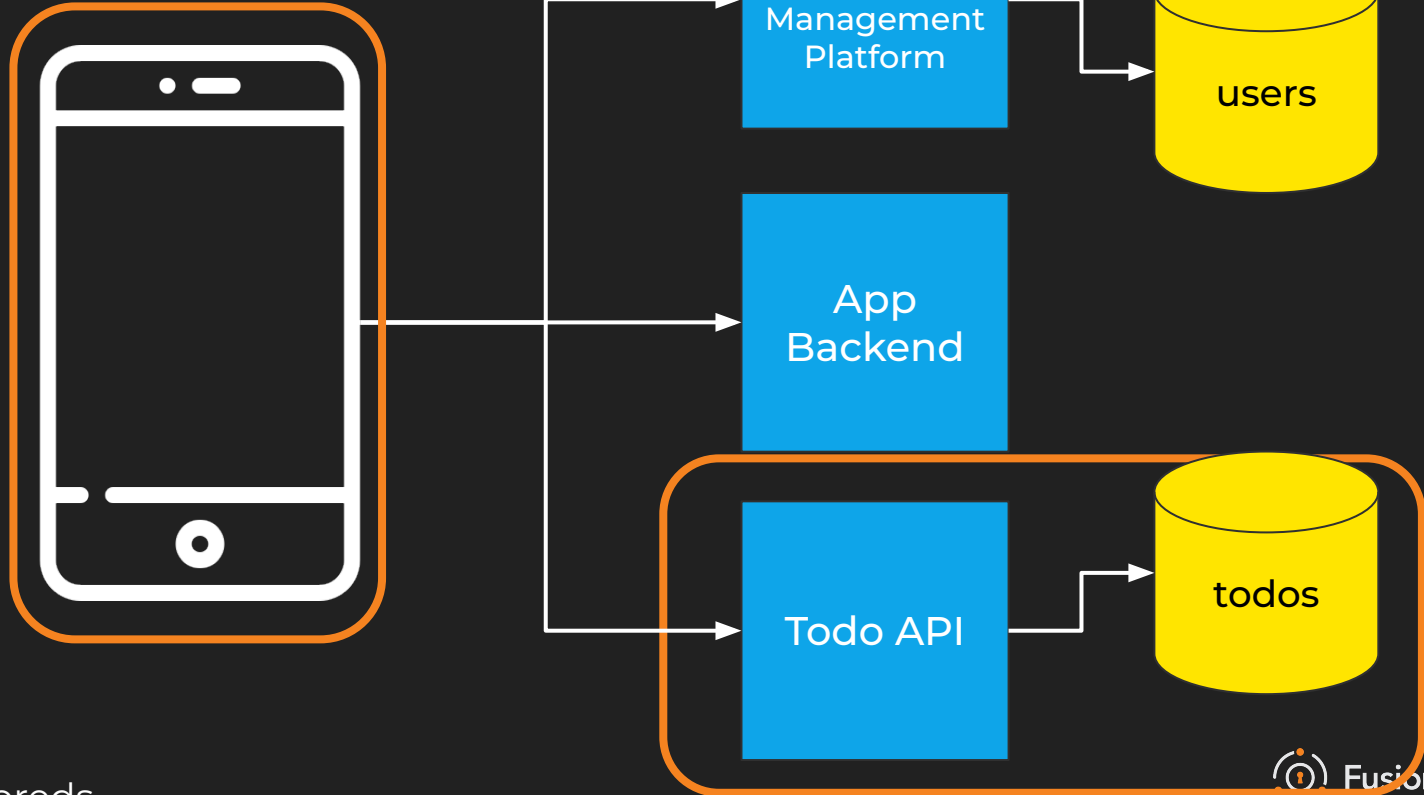 Management
Platform
users
App
Backend
Todo API
todos